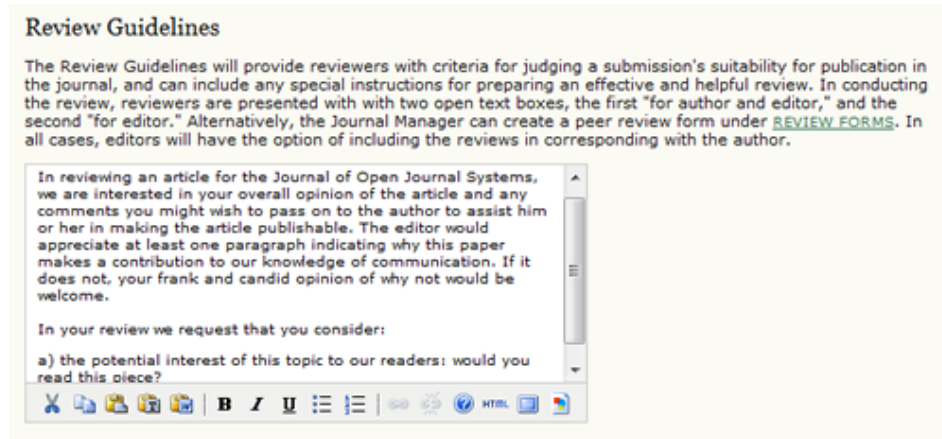 Review Guidelines
The Review Guidelines will provide reviewers with criteria for judging a submission's suitability for publication in
the journal, and can include any special instructions for preparing an effective and helpful review. In conducting
the review, reviewers are presented with with two open text boxes, the first "for author and editor," and the
second "for editor." Alternatively, the Journal Manager can create a peer review form under REVIEW FORMS. In
all cases, editors will have the option of including the reviews in corresponding with the author.
In reviewing an article for the Journal of Open Journal Systems,
we are interested in your overall opinion of the article and any
comments you might wish to pass on to the author to assist him
or her in making the article publishable. The editor would
appreciate at least one paragraph indicating why this paper
makes a contribution to our knowledge of communication. If it
does not, your frank and candid opinion of why not would be
welcome.
In your review we request that you consider:
a) the potential interest of this topic to our readers: would you
read this piece?
B I U HTML